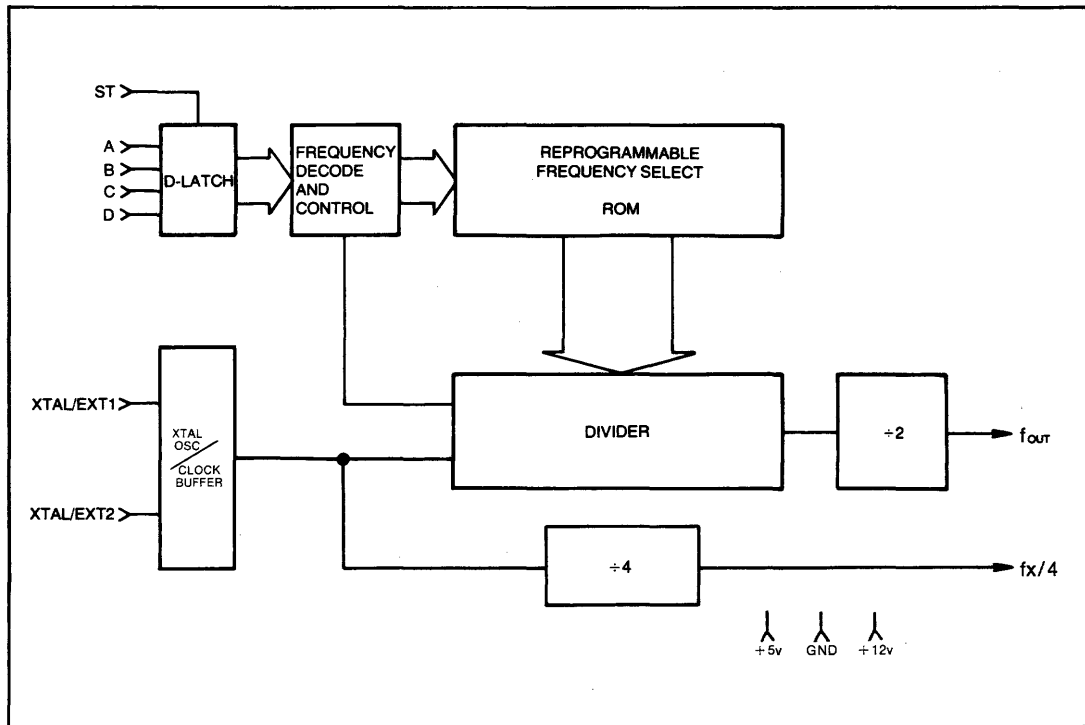 ST
A
B
C
D
D-LATCH
FREQUENCY
DECODE
AND
CONTROL
REPROGRAMMABLE
FREQUENCY SELECT
ROM
XTAL/EXT1
XTAL/EXT2
XTAL
OSC
CLOCK
BUFFER
DIVIDER
÷2
fOUT
÷4
fx/4
+5v
GND
+12v